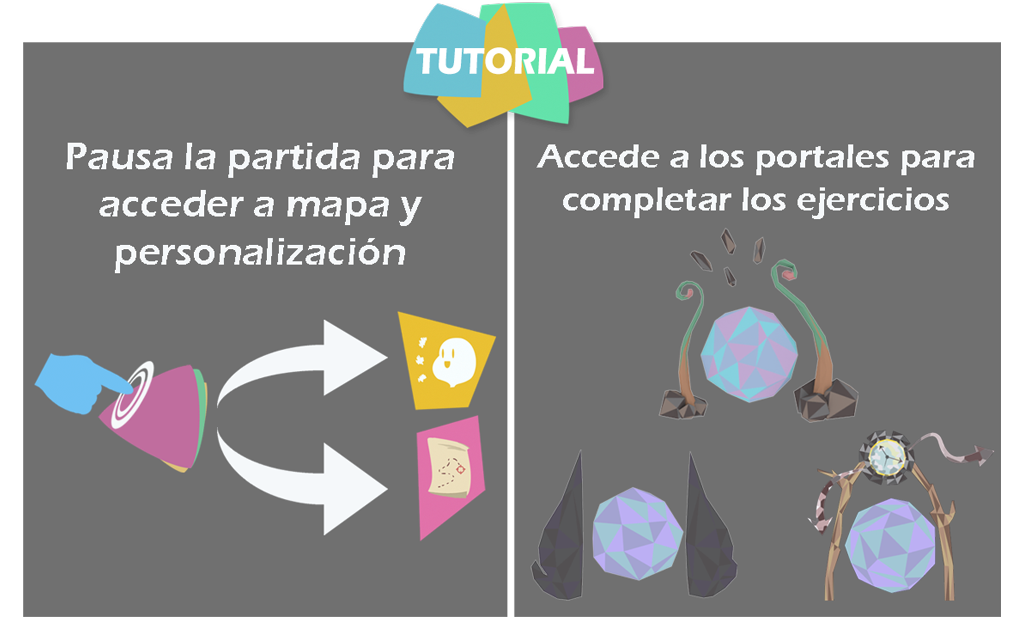 TUTORIAL
Pausa la partida para
acceder a mapa y
personalización
Accede a los portales para
completar los ejercicios